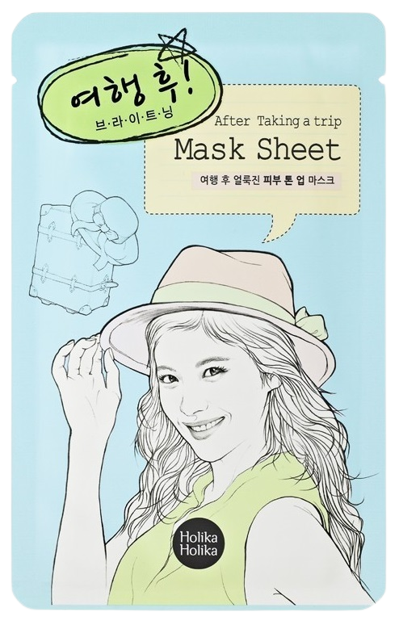 여행 후!
브·라·이·트·닝
After Taking a trip
Mask Sheet
여행 후 얼룩진 피부 톤 업 마스크
Holika
Holika